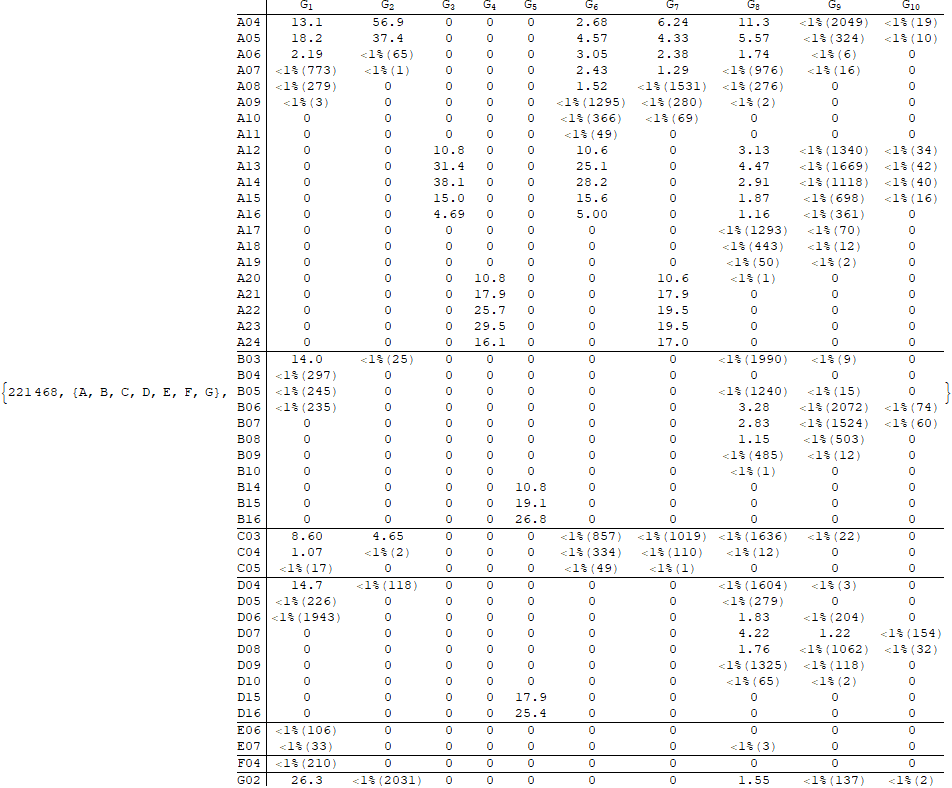 G1 G2 G3 G4 G5 G6 G7 G8 G9 G10
A04 13.1 56.9 0 0 0 2.68 6.24 11.3 <1%(2049) <1%(19)
A05 18.2 37.4 0 0 0 4.57 4.33 5.57 <1%(324) <1%(10)
A06 2.19 <1%(65) 0 0 0 3.05 2.38 1.74 <1%(6) 0
A07 <1%(773) <1%(1) 0 0 0 2.43 1.29 <1%(976) <1%(16) 0
A08 <1%(279) 0 0 0 0 1.52 <1%(1531) <1%(276) 0 0
A09 <1%(3) 0 0 0 0 <1%(1295) <1%(280) <1%(2) 0 0
A10 0 0 0 0 0 <1%(366) <1%(69) 0 0 0
A11 0 0 0 0 0 <1%(49) 0 0 0 0
A12 0 0 10.8 0 0 10.6 0 3.13 <1%(1340) <1%(34)
A13 0 0 31.4 0 0 25.1 0 4.47 <1%(1669) <1%(42)
A14 0 0 38.1 0 0 28.2 0 2.91 <1%(1118) <1%(40)
A15 0 0 15.0 0 0 15.6 0 1.87 <1%(698) <1%(16)
A16 0 0 4.69 0 0 5.00 0 1.16 <1%(361) 0
A17 0 0 0 0 0 0 0 <1%(1293) <1%(70) 0
A18 0 0 0 0 0 0 0 <1%(443) <1%(12) 0
A19 0 0 0 0 0 0 0 <1%(50) <1%(2) 0
A20 0 0 0 10.8 0 0 10.6 <1%(1) 0 0
A21 0 0 0 17.9 0 0 17.9 0 0 0
A22 0 0 0 25.7 0 0 19.5 0 0 0
A23 0 0 0 29.5 0 0 19.5 0 0 0
A24 0 0 0 16.1 0 0 17.0 0 0 0
B03 14.0 <1%(25) 0 0 0 0 0 <1%(1990) <1%(9) 0
B04 <1%(297) 0 0 0 0 0 0 0 0 0
{221468, {A, B, C, D, E, F, G}, B05 <1%(245) 0 0 0 0 0 0 <1%(1240) <1%(15) 0 }
B06 <1%(235) 0 0 0 0 0 0 3.28 <1%(2072) <1%(74)
B07 0 0 0 0 0 0 0 2.83 <1%(1524) <1%(60)
B08 0 0 0 0 0 0 0 1.15 <1%(503) 0
B09 0 0 0 0 0 0 0 <1%(485) <1%(12) 0
B10 0 0 0 0 0 0 0 <1%(1) 0 0
B14 0 0 0 0 10.8 0 0 0 0 0
B15 0 0 0 0 19.1 0 0 0 0 0
B16 0 0 0 0 26.8 0 0 0 0 0
C03 8.60 4.65 0 0 0 <1%(857) <1%(1019) <1%(1636) <1%(22) 0
C04 1.07 <1%(2) 0 0 0 <1%(334) <1%(110) <1%(12) 0 0
C05 <1%(17) 0 0 0 0 <1%(49) <1%(1) 0 0 0
D04 14.7 <1%(118) 0 0 0 0 0 <1%(1604) <1%(3) 0
D05 <1%(226) 0 0 0 0 0 0 <1%(279) 0 0
D06 <1%(1943) 0 0 0 0 0 0 1.83 <1%(204) 0
D07 0 0 0 0 0 0 0 4.22 1.22 <1%(154)
D08 0 0 0 0 0 0 0 1.76 <1%(1062) <1%(32)
D09 0 0 0 0 0 0 0 <1%(1325) <1%(118) 0
D10 0 0 0 0 0 0 0 <1%(65) <1%(2) 0
D15 0 0 0 0 17.9 0 0 0 0 0
D16 0 0 0 0 25.4 0 0 0 0 0
E06 <1%(106) 0 0 0 0 0 0 0 0 0
E07 <1%(33) 0 0 0 0 0 0 <1%(3) 0 0
F04 <1%(210) 0 0 0 0 0 0 0 0 0
G02 26.3 <1%(2031) 0 0 0 0 0 1.55 <1%(137) <1%(2)